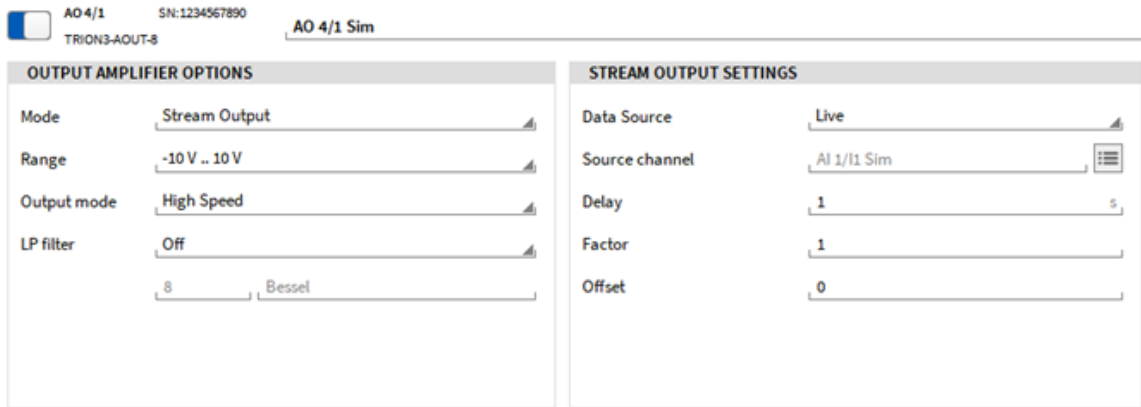 AO 4/1 SN:1234567890
TRION3-AOUT-8
AO 4/1 Sim
OUTPUT AMPLIFIER OPTIONS
Mode Stream Output
Range -10 V .. 10 V
Output mode High Speed
LP filter Off
8 Bessel
STREAM OUTPUT SETTINGS
Data Source Live
Source channel AI 1/I1 Sim
Delay 1 s
Factor 1
Offset 0